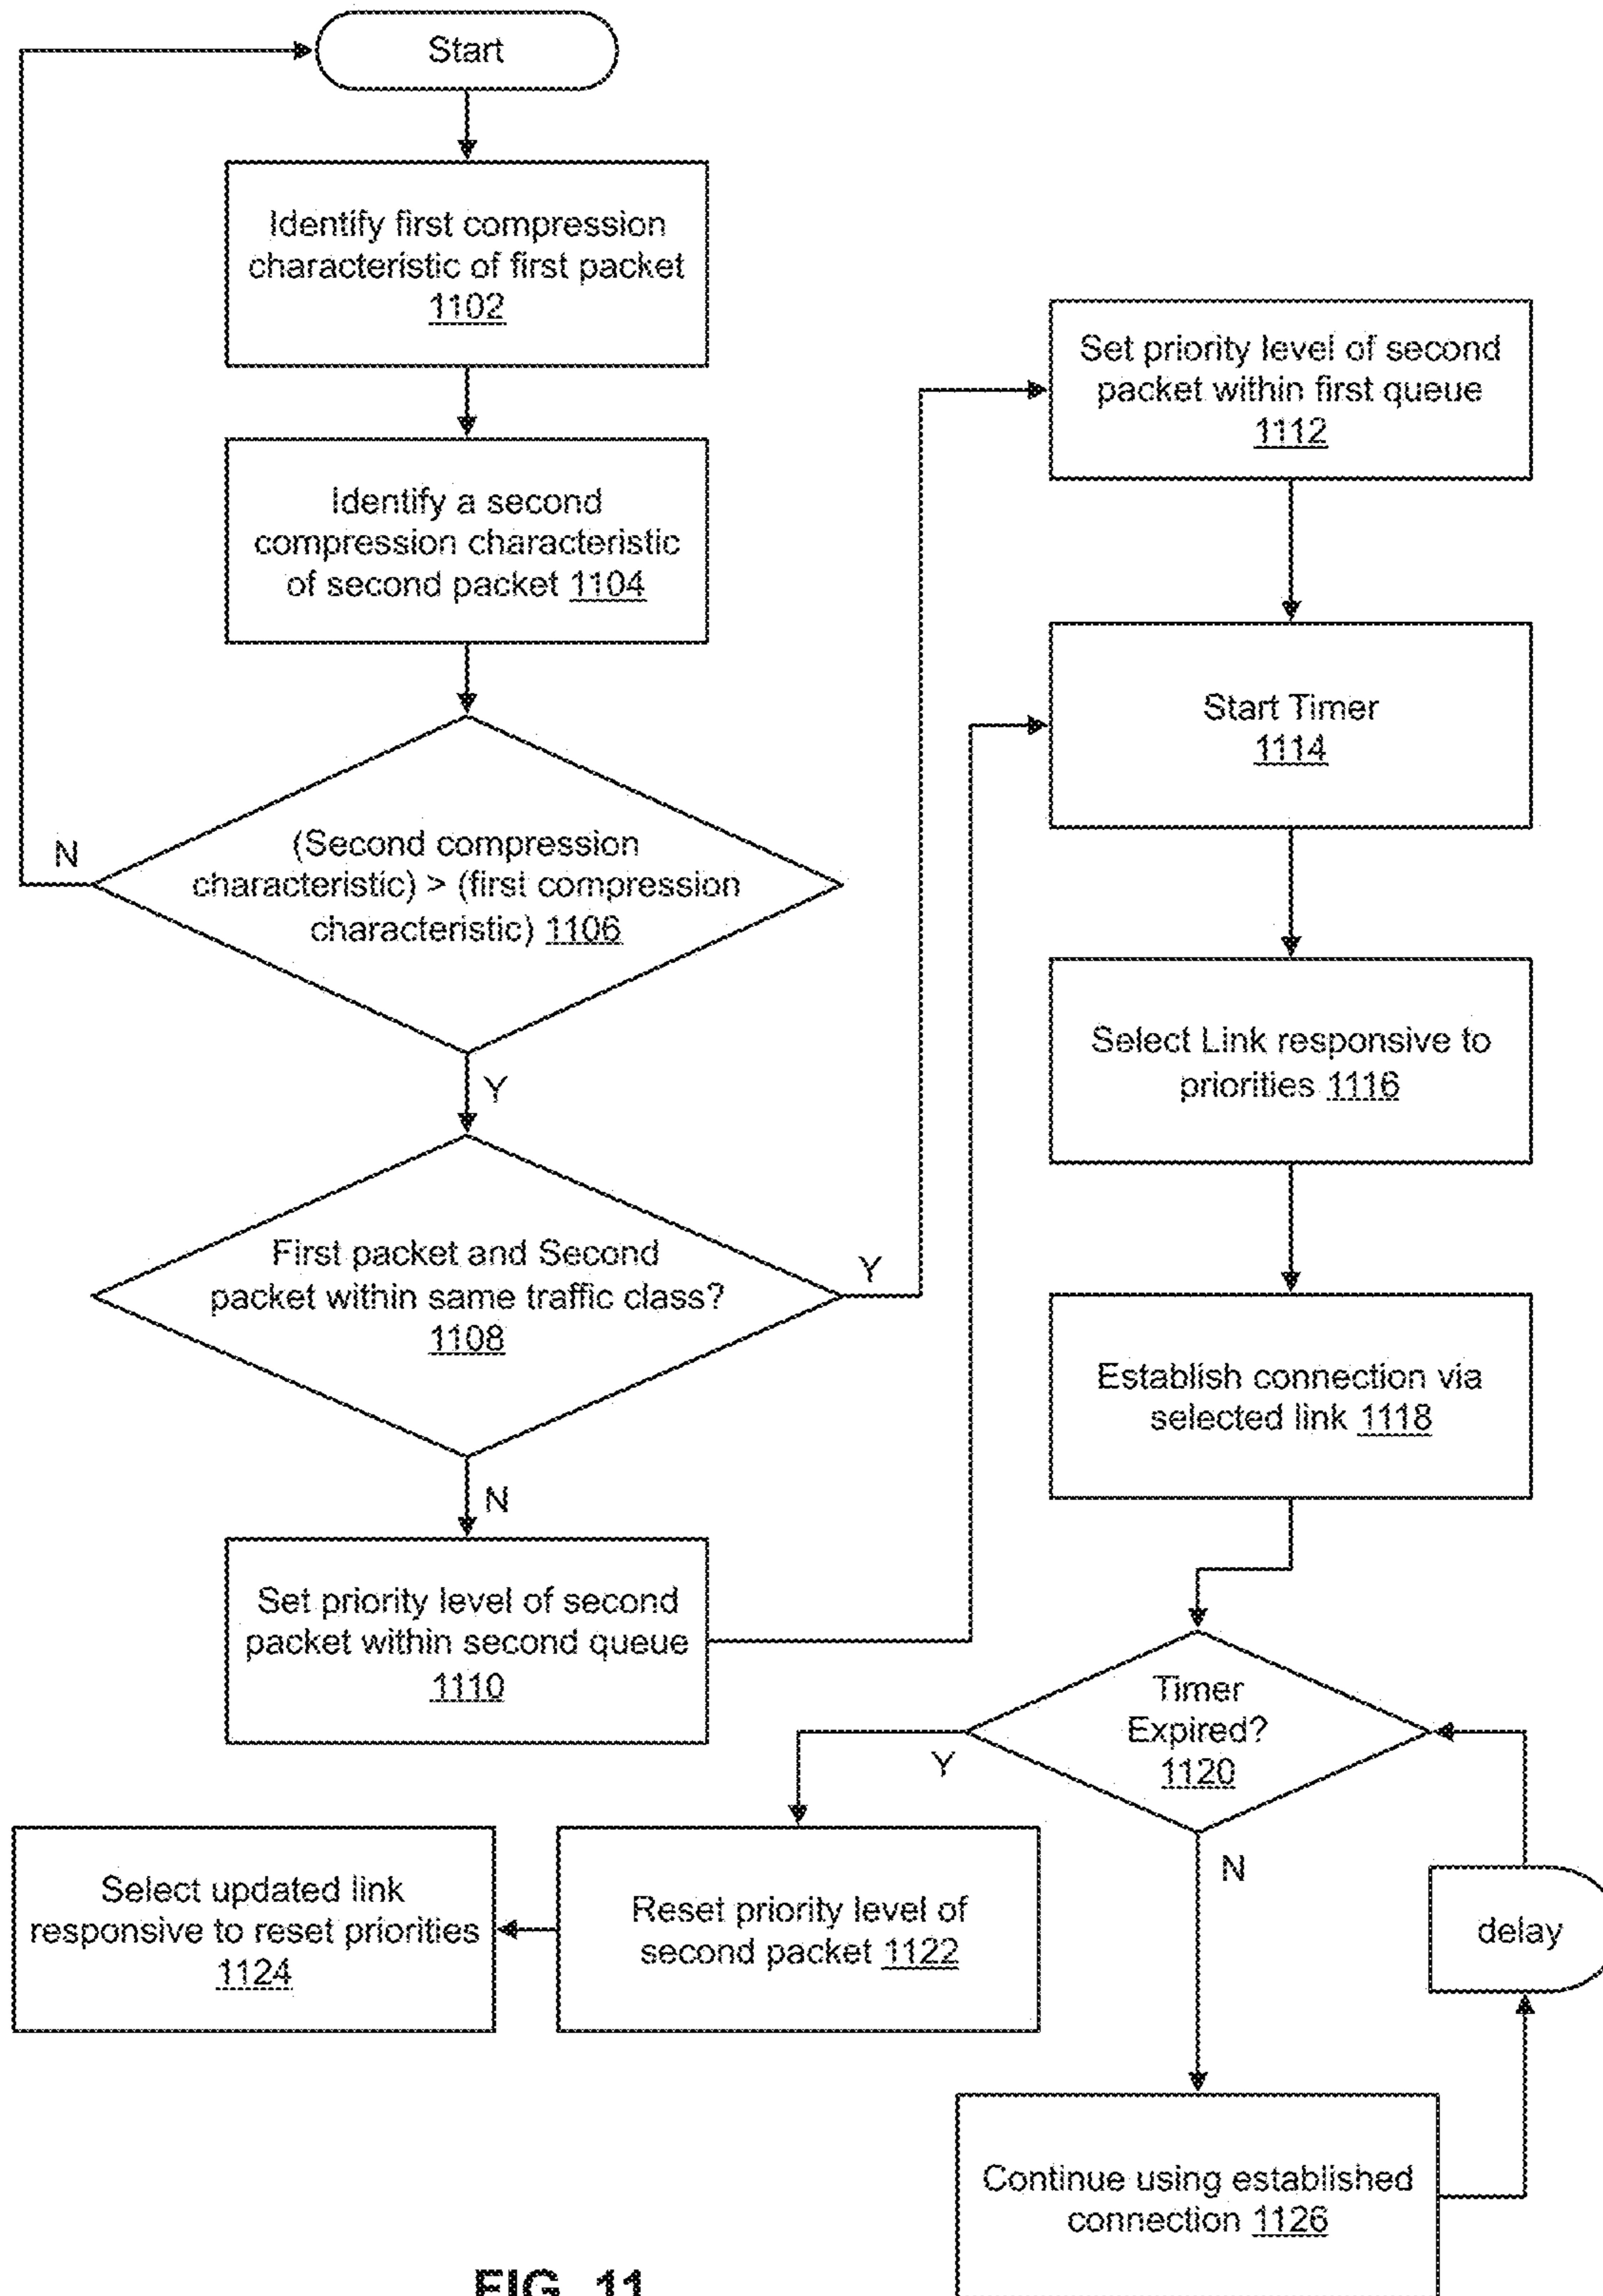 Start
Identify first compression
characteristic of first packet
1102
Identify a second
compression characteristic
of second packet 1104
(Second compression
characteristic) > (first compression
characteristic) 1106
N
Y
First packet and Second
packet within same traffic class?
1108
Y
N
Set priority level of second
packet within second queue
1110
Set priority level of second
packet within first queue
1112
Start Timer
1114
Select Link responsive to
priorities 1116
Establish connection via
selected link 1118
Timer
Expired?
1120
Y
N
Reset priority level of
second packet 1122
Select updated link
responsive to reset priorities
1124
delay
Continue using established
connection 1126
FIG. 11